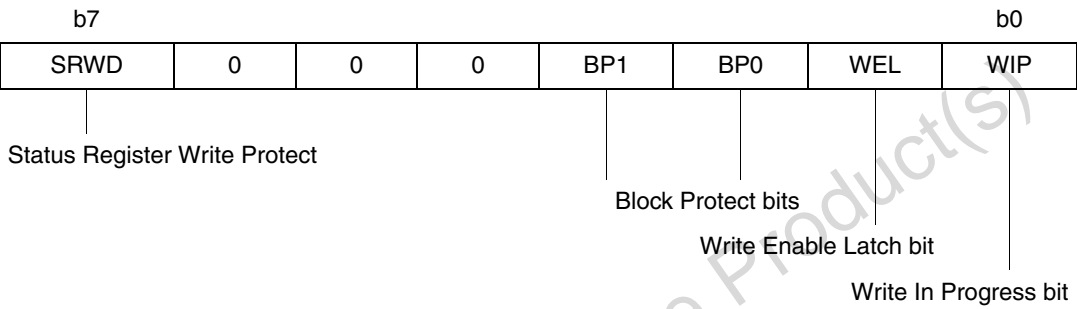 b7 b0
SRWD 0 0 0 BP1 BP0 WEL WIP
Status Register Write Protect
Block Protect bits
Write Enable Latch bit
Write In Progress bit
Product(s)